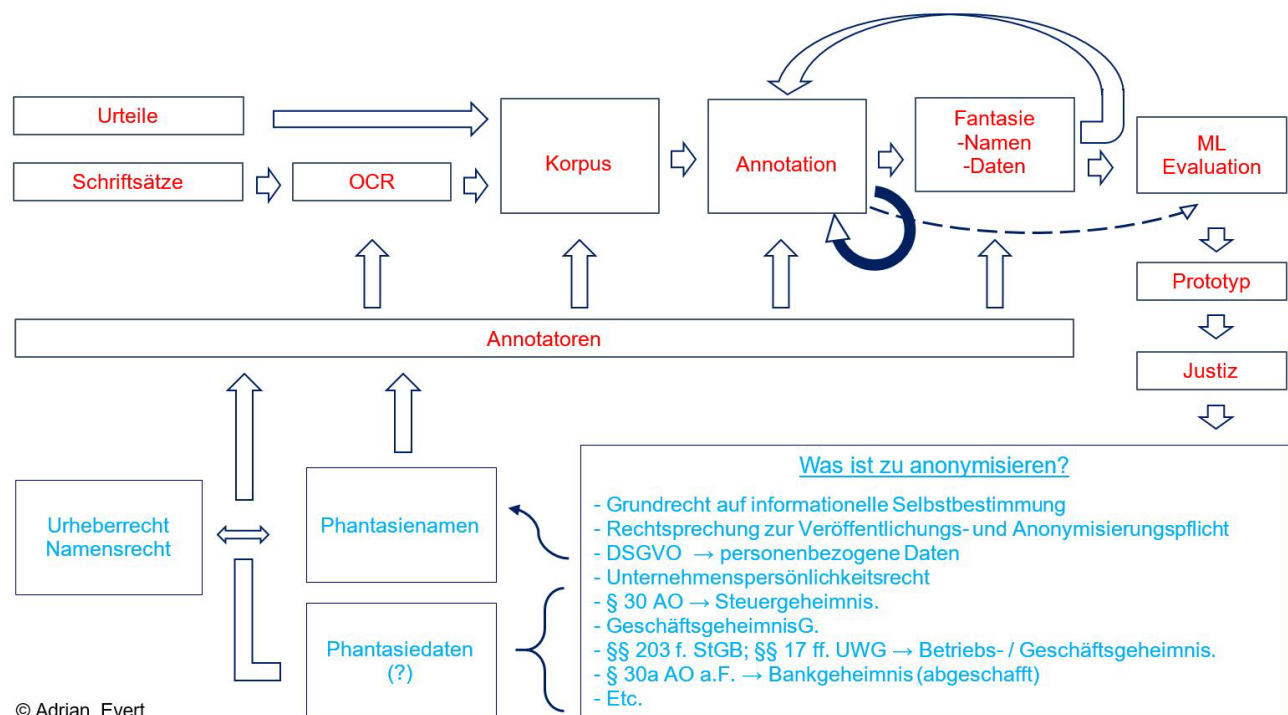 Urteile
Schriftsätze
OCR
Korpus
Annotation
Fantasie
-Namen
-Daten
ML
Evaluation
Prototyp
Annotatoren
Justiz
Urheberrecht
Namensrecht
Phantasienamen
Phantasiedaten
(?)
Was ist zu anonymisieren?
- Grundrecht auf informationelle Selbstbestimmung
- Rechtsprechung zur Veröffentlichungs- und Anonymisierungspflicht
- DSGVO → personenbezogene Daten
- Unternehmenspersönlichkeitsrecht
- § 30 AO → Steuergeheimnis.
- GeschäftsgeheimnisG.
- §§ 203 f. StGB; §§ 17 ff. UWG → Betriebs- / Geschäftsgeheimnis.
- § 30a AO a.F. → Bankgeheimnis (abgeschafft)
- Etc.
© Adrian, Evert